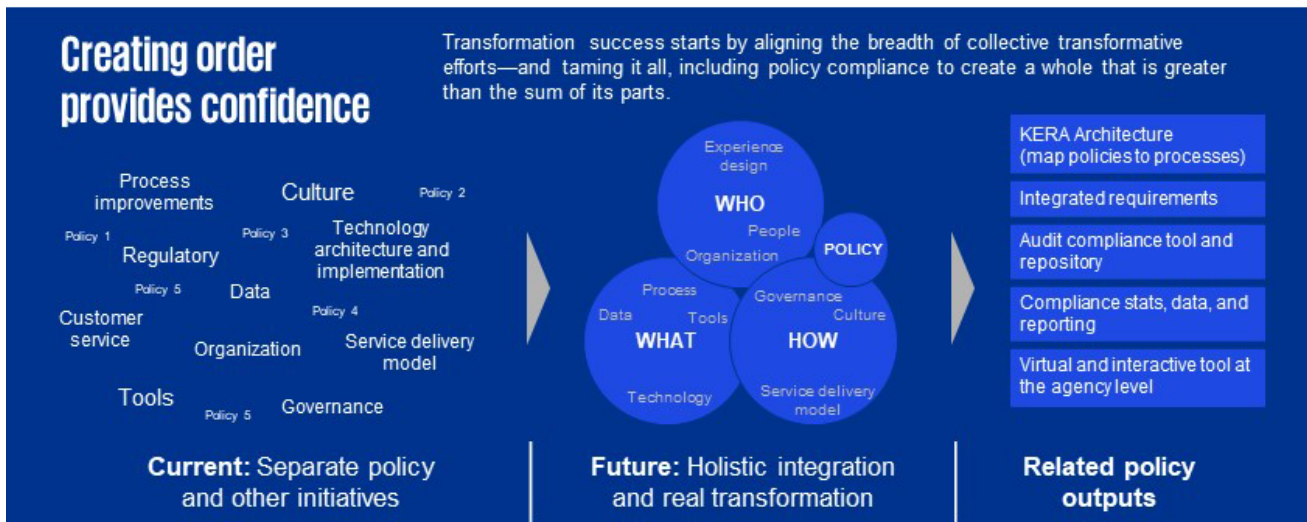 Creating order
provides confidence
Transformation success starts by aligning the breadth of collective transformative
efforts—and taming it all, including policy compliance to create a whole that is greater
than the sum of its parts.
Process
improvements
Culture
Policy 2
Policy 1
Policy 3
Technology
architecture and
implementation
Regulatory
Policy 5
Data
Policy 4
Customer
service
Organization
Service delivery
model
Tools
Policy 5
Governance
Current: Separate policy
and other initiatives
Experience
design
WHO
People
Organization
POLICY
Process
Data
Tools
WHAT
Technology
Governance
Culture
HOW
Service delivery
model
Future: Holistic integration
and real transformation
KERA Architecture
(map policies to processes)
Integrated requirements
Audit compliance tool and
repository
Compliance stats, data, and
reporting
Virtual and interactive tool at
the agency level
Related policy
outputs